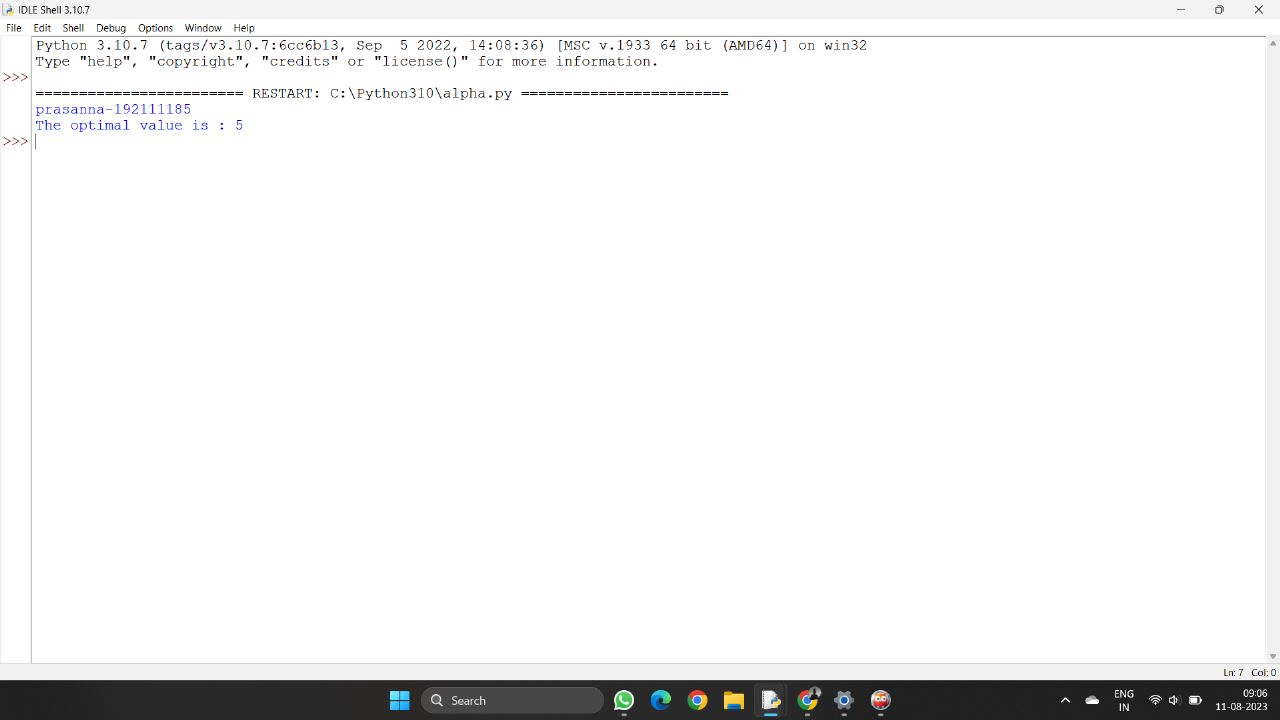 IDLE Shell 3.10.7
File Edit Shell Debug Options Window Help
Python 3.10.7 (tags/v3.10.7:6cc6b13, Sep  5 2022, 14:08:36) [MSC v.1933 64 bit (AMD64)] on win32
Type "help", "copyright", "credits" or "license()" for more information.
>>>
======================== RESTART: C:\Python310\alpha.py ========================
prasanna-192111185
The optimal value is : 5
>>>
Ln: 7 Col: 0
Search
ENG
IN
09:06
11-08-2023